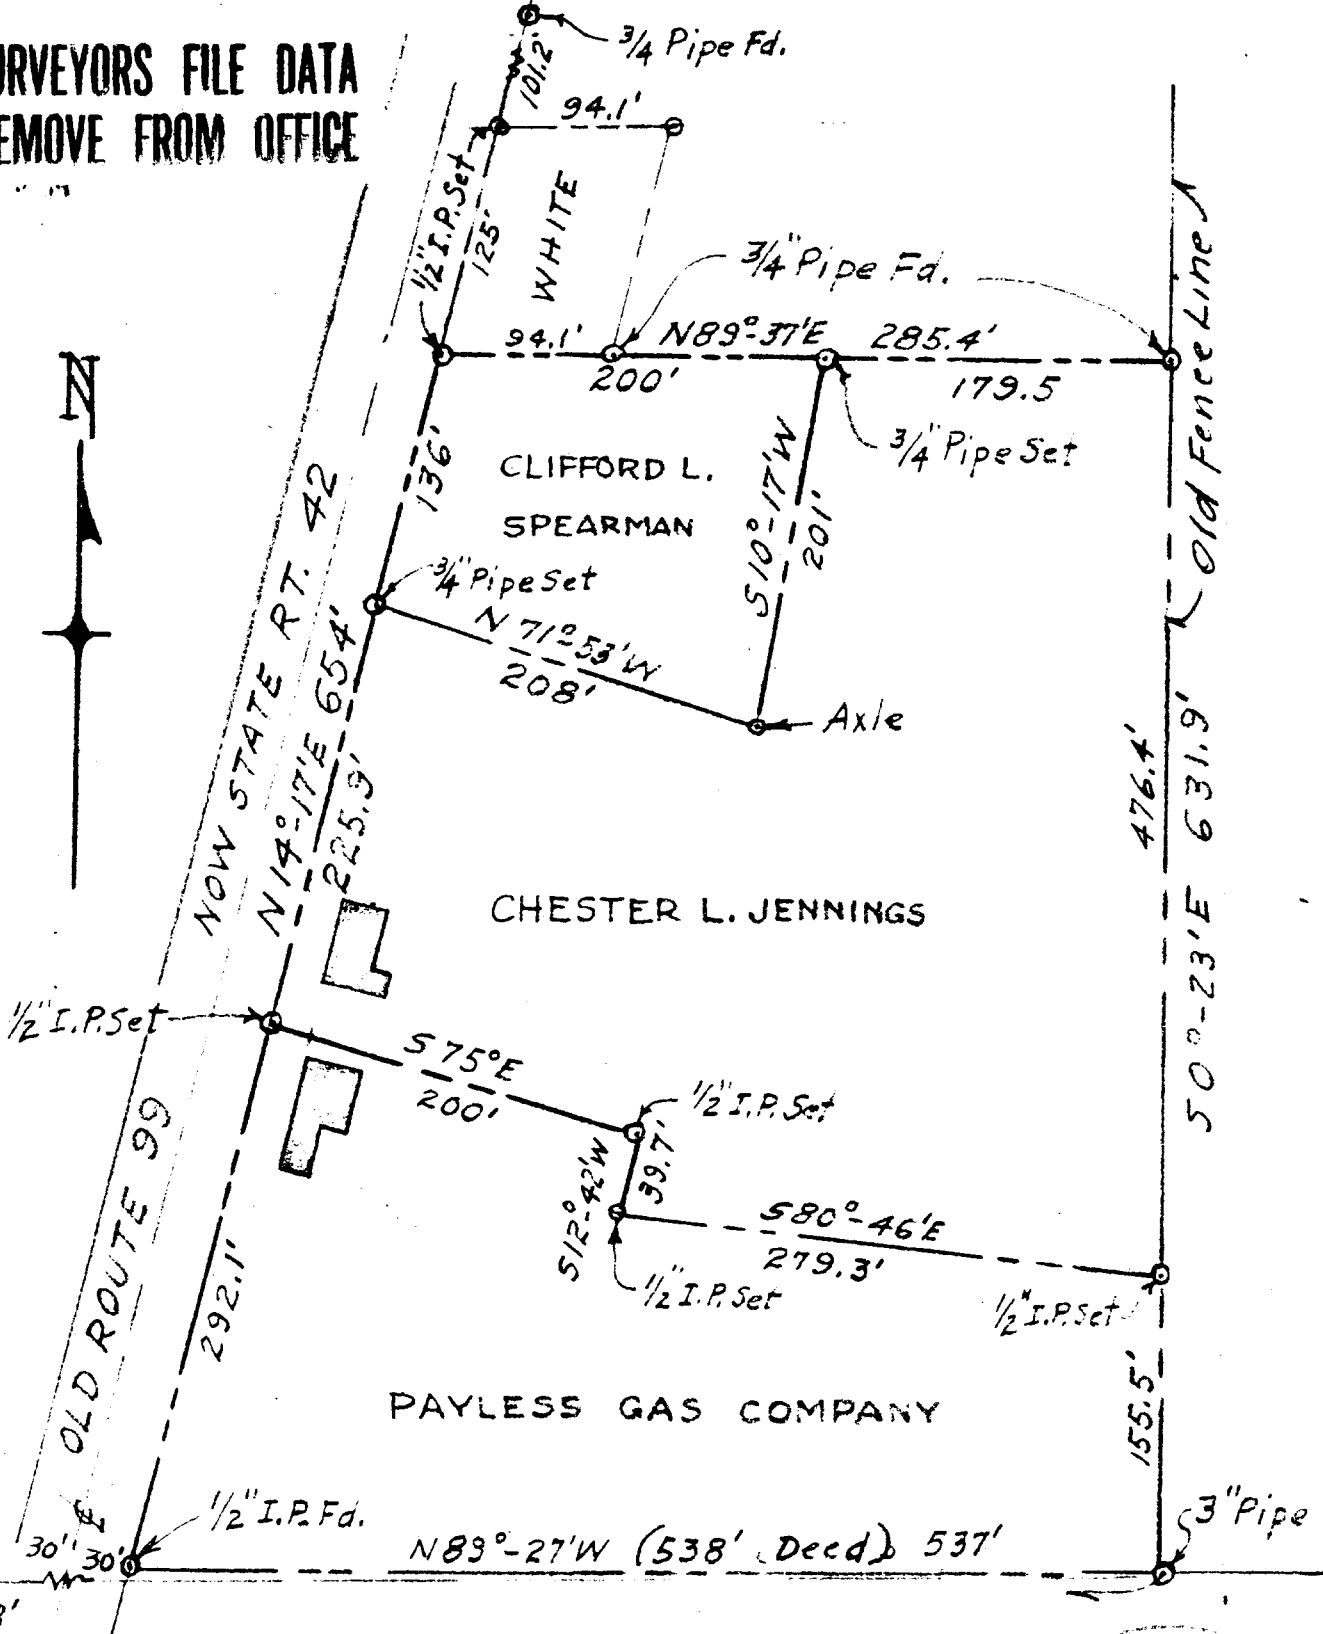 URVEYORS FILE DATA
EMOVE FROM OFFICE
3/4 Pipe Fd.
101.2'
94.1'
1/2" I.P. Set
125'
WHITE
3/4" Pipe Fd.
94.1'
N89°-37'E 285.4'
200'
179.5
Old Fence Line
3/4" Pipe Set
N
136'
CLIFFORD L.
SPEARMAN
S10°-17'W
201'
3/4" Pipe Set
N 71°-53'W
208'
Axle
NOW STATE RT. 42
N14°-17'E 654'
225.9'
476.4'
S0°-23'E 631.9'
CHESTER L. JENNINGS
1/2" I.P. Set
S 75°E
200'
1/2" I.P. Set
S12°-42'W
39.7'
S80°-46'E
279.3'
1/2" I.P. Set
1/2" I.P. Set
℄ OLD ROUTE 99
292.1'
PAYLESS GAS COMPANY
155.5'
1/2" I.P. Fd.
3" Pipe
30' 30'
N89°-27'W (538' Deed) 537'